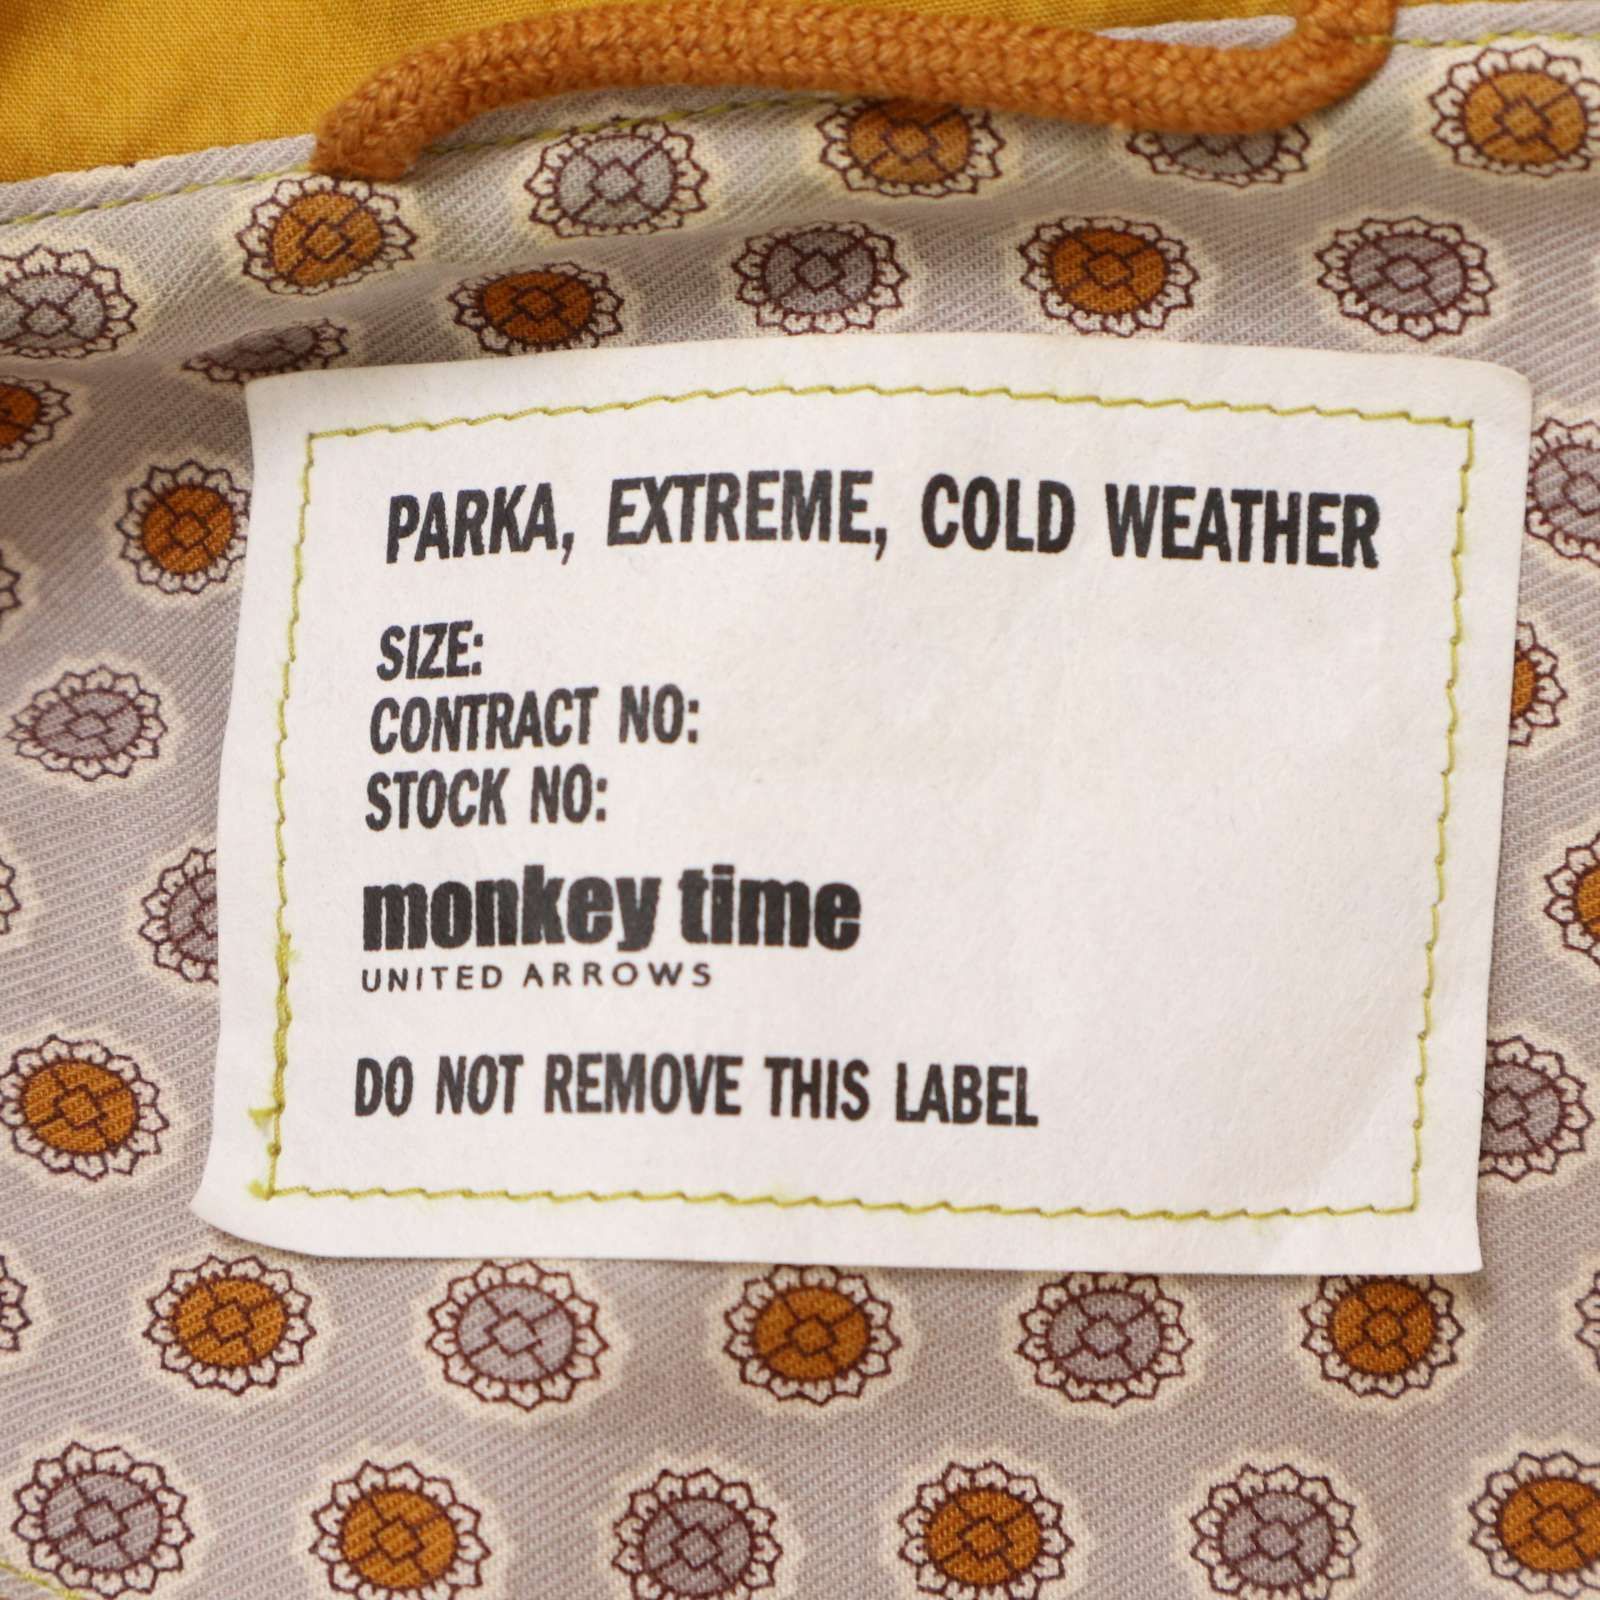 PARKA, EXTREME, COLD WEATHER
SIZE:
CONTRACT NO:
STOCK NO:
monkey time
UNITED ARROWS
DO NOT REMOVE THIS LABEL